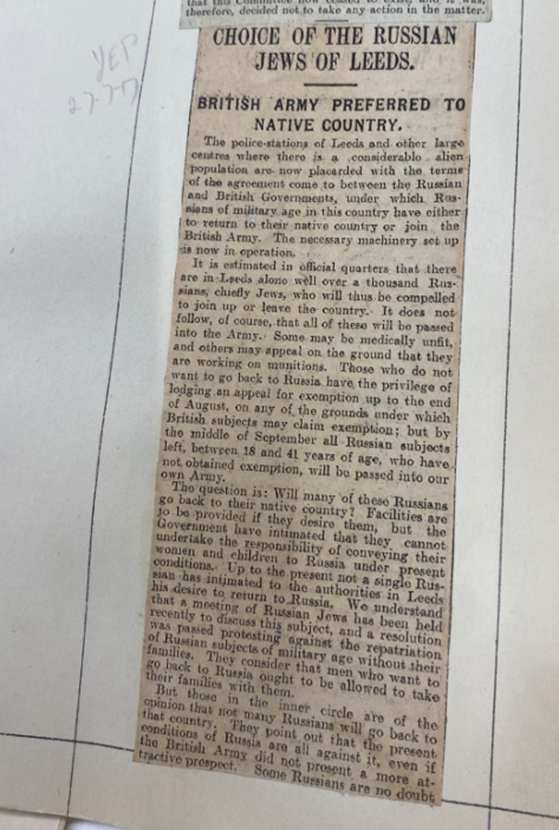 that this Committee now ceased to exist, and it was,
therefore, decided not to take any action in the matter.
YEP
27-7-17
CHOICE OF THE RUSSIAN
JEWS OF LEEDS.
BRITISH ARMY PREFERRED TO
NATIVE COUNTRY.
The police-stations of Leeds and other large
centres where there is a considerable alien
population are now placarded with the terms
of the agreement come to between the Russian
and British Governments, under which Rus-
sians of military age in this country have either
to return to their native country or join the
British Army. The necessary machinery set up
is now in operation.
It is estimated in official quarters that there
are in Leeds alone well over a thousand Rus-
sians, chiefly Jews, who will thus be compelled
to join up or leave the country. It does not
follow, of course, that all of these will be passed
into the Army. Some may be medically unfit,
and others may appeal on the ground that they
are working on munitions. Those who do not
want to go back to Russia have the privilege of
lodging an appeal for exemption up to the end
of August, on any of the grounds under which
British subjects may claim exemption; but by
the middle of September all Russian subjects
left, between 18 and 41 years of age, who have
not obtained exemption, will be passed into our
own Army.
The question is: Will many of these Russians
go back to their native country? Facilities are
to be provided if they desire them, but the
Government have intimated that they cannot
undertake the responsibility of conveying their
women and children to Russia under present
conditions. Up to the present not a single Rus-
sian has intimated to the authorities in Leeds
his desire to return to Russia. We understand
that a meeting of Russian Jews has been held
recently to discuss this subject, and a resolution
was passed protesting against the repatriation
of Russian subjects of military age without their
families. They consider that men who want to
go back to Russia ought to be allowed to take
their families with them.
But those in the inner circle are of the
opinion that not many Russians will go back to
that country. They point out that the present
conditions of Russia are all against it, even if
the British Army did not present a more at-
tractive prospect. Some Russians are no doubt